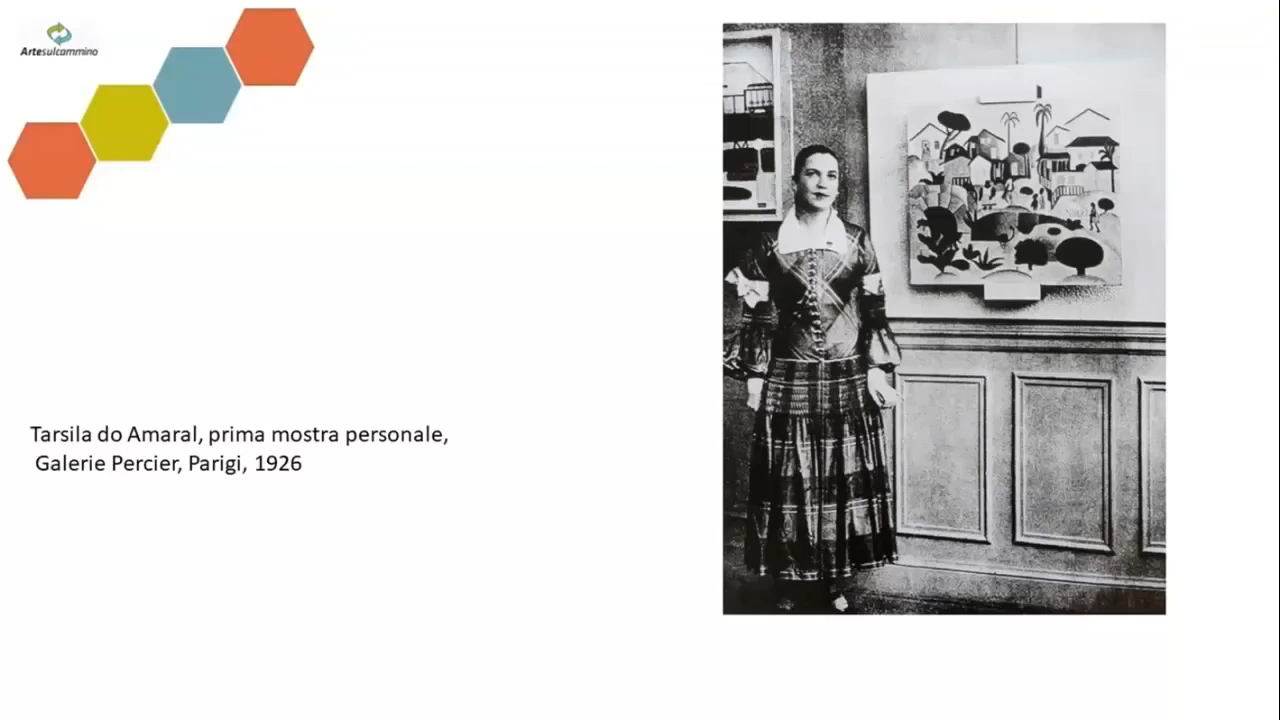 Artesulcammino
Tarsila do Amaral, prima mostra personale,
Galerie Percier, Parigi, 1926